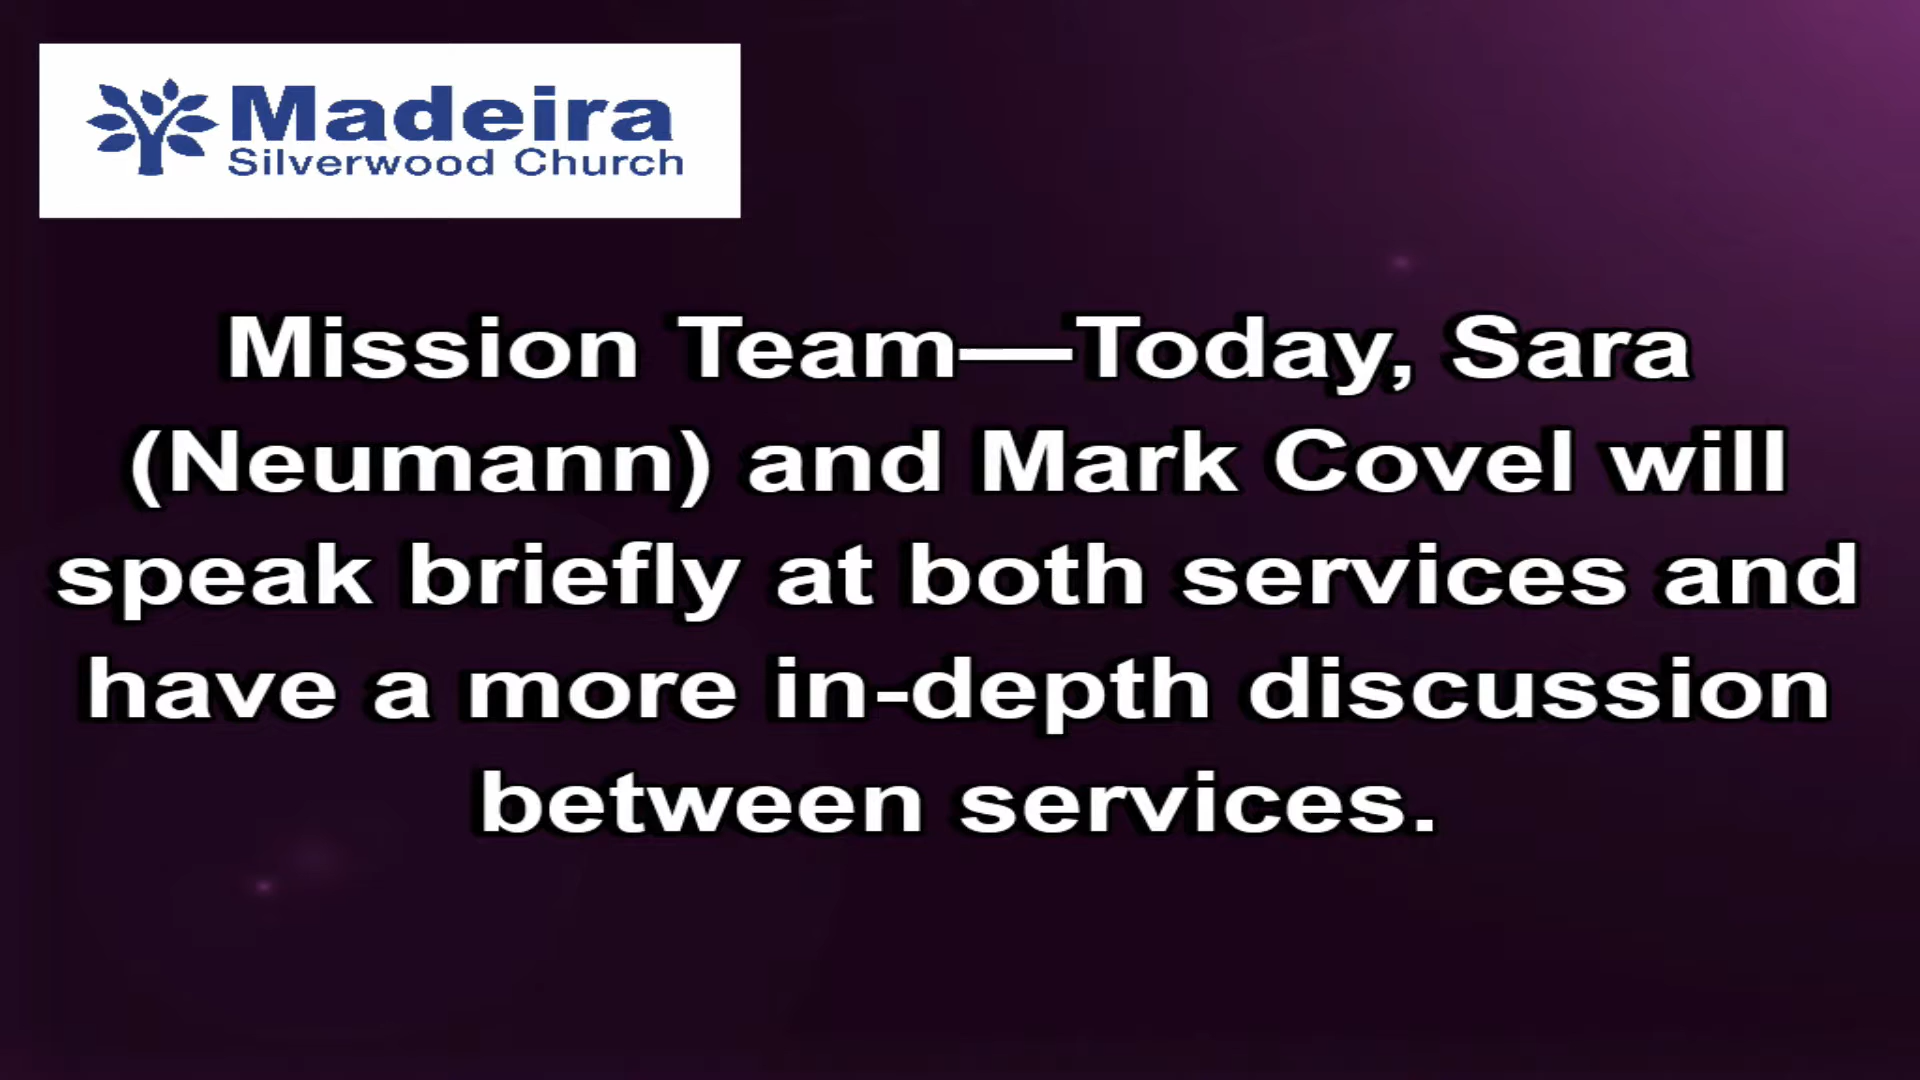 Madeira
Silverwood Church
Mission Team—Today, Sara
(Neumann) and Mark Covel will
speak briefly at both services and
have a more in-depth discussion
between services.